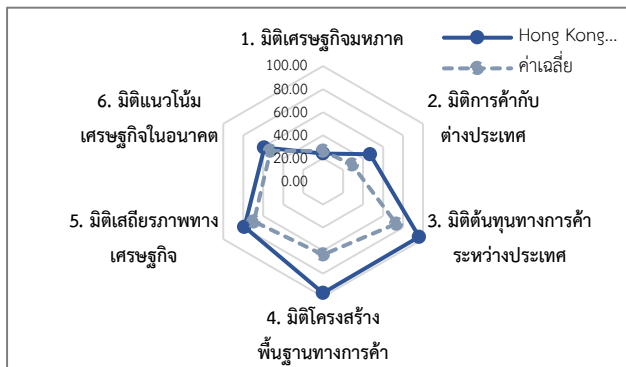 1. มิติเศรษฐกิจมหภาค
Hong Kong...
ค่าเฉลี่ย
100.00
80.00
60.00
40.00
20.00
0.00
2. มิติการค้ากับ
ต่างประเทศ
3. มิติต้นทุนทางการค้า
ระหว่างประเทศ
4. มิติโครงสร้าง
พื้นฐานทางการค้า
5. มิติเสถียรภาพทาง
เศรษฐกิจ
6. มิติแนวโน้ม
เศรษฐกิจในอนาคต